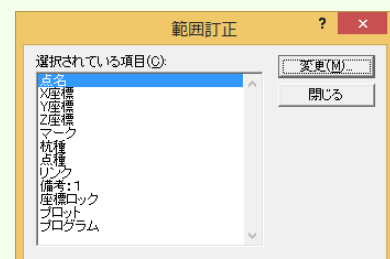 範囲訂正
?
×
選択されている項目(C):
点名
X座標
Y座標
Z座標
マーク
杭種
点種
リンク
備考:1
座標ロック
プロット
プログラム
変更(M)...
閉じる